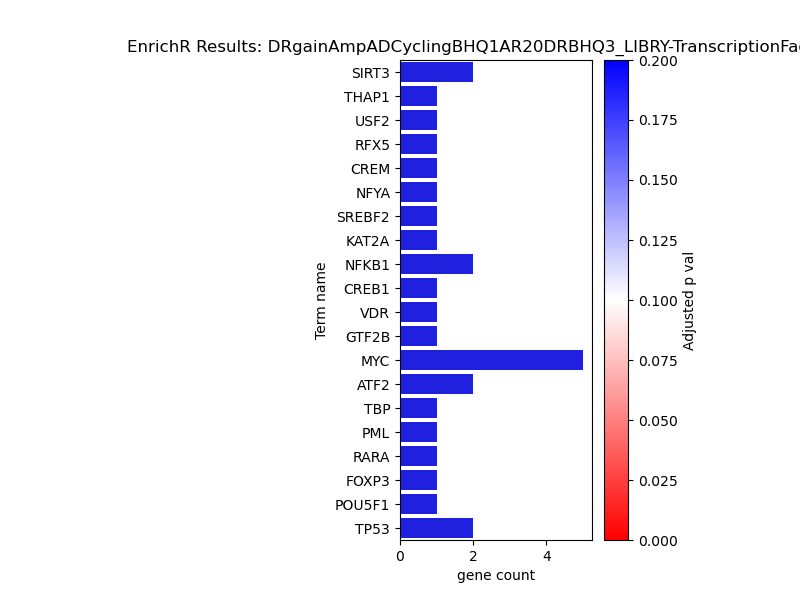 EnrichR Results: DRgainAmpADCyclingBHQ1AR20DRBHQ3_LIBRY-TranscriptionFac
SIRT3
THAP1
USF2
RFX5
CREM
NFYA
SREBF2
KAT2A
NFKB1
CREB1
VDR
GTF2B
MYC
ATF2
TBP
PML
RARA
FOXP3
POU5F1
TP53
Term name
0 2 4
gene count
0.200
0.175
0.150
0.125
0.100
0.075
0.050
0.025
0.000
Adjusted p val